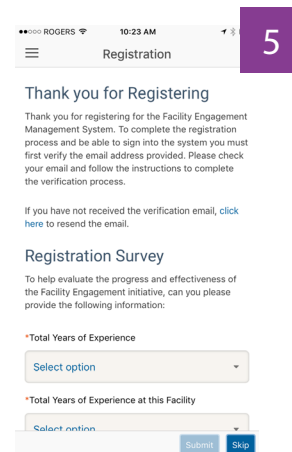 ●●○○○ ROGERS 10:23 AM
5
Registration
Thank you for Registering
Thank you for registering for the Facility Engagement
Management System. To complete the registration
process and be able to sign into the system you must
first verify the email address provided. Please check
your email and follow the instructions to complete
the verification process.
If you have not received the verification email, click
here to resend the email.
Registration Survey
To help evaluate the progress and effectiveness of
the Facility Engagement initiative, can you please
provide the following information:
*Total Years of Experience
Select option
*Total Years of Experience at this Facility
Select option
Submit Skip